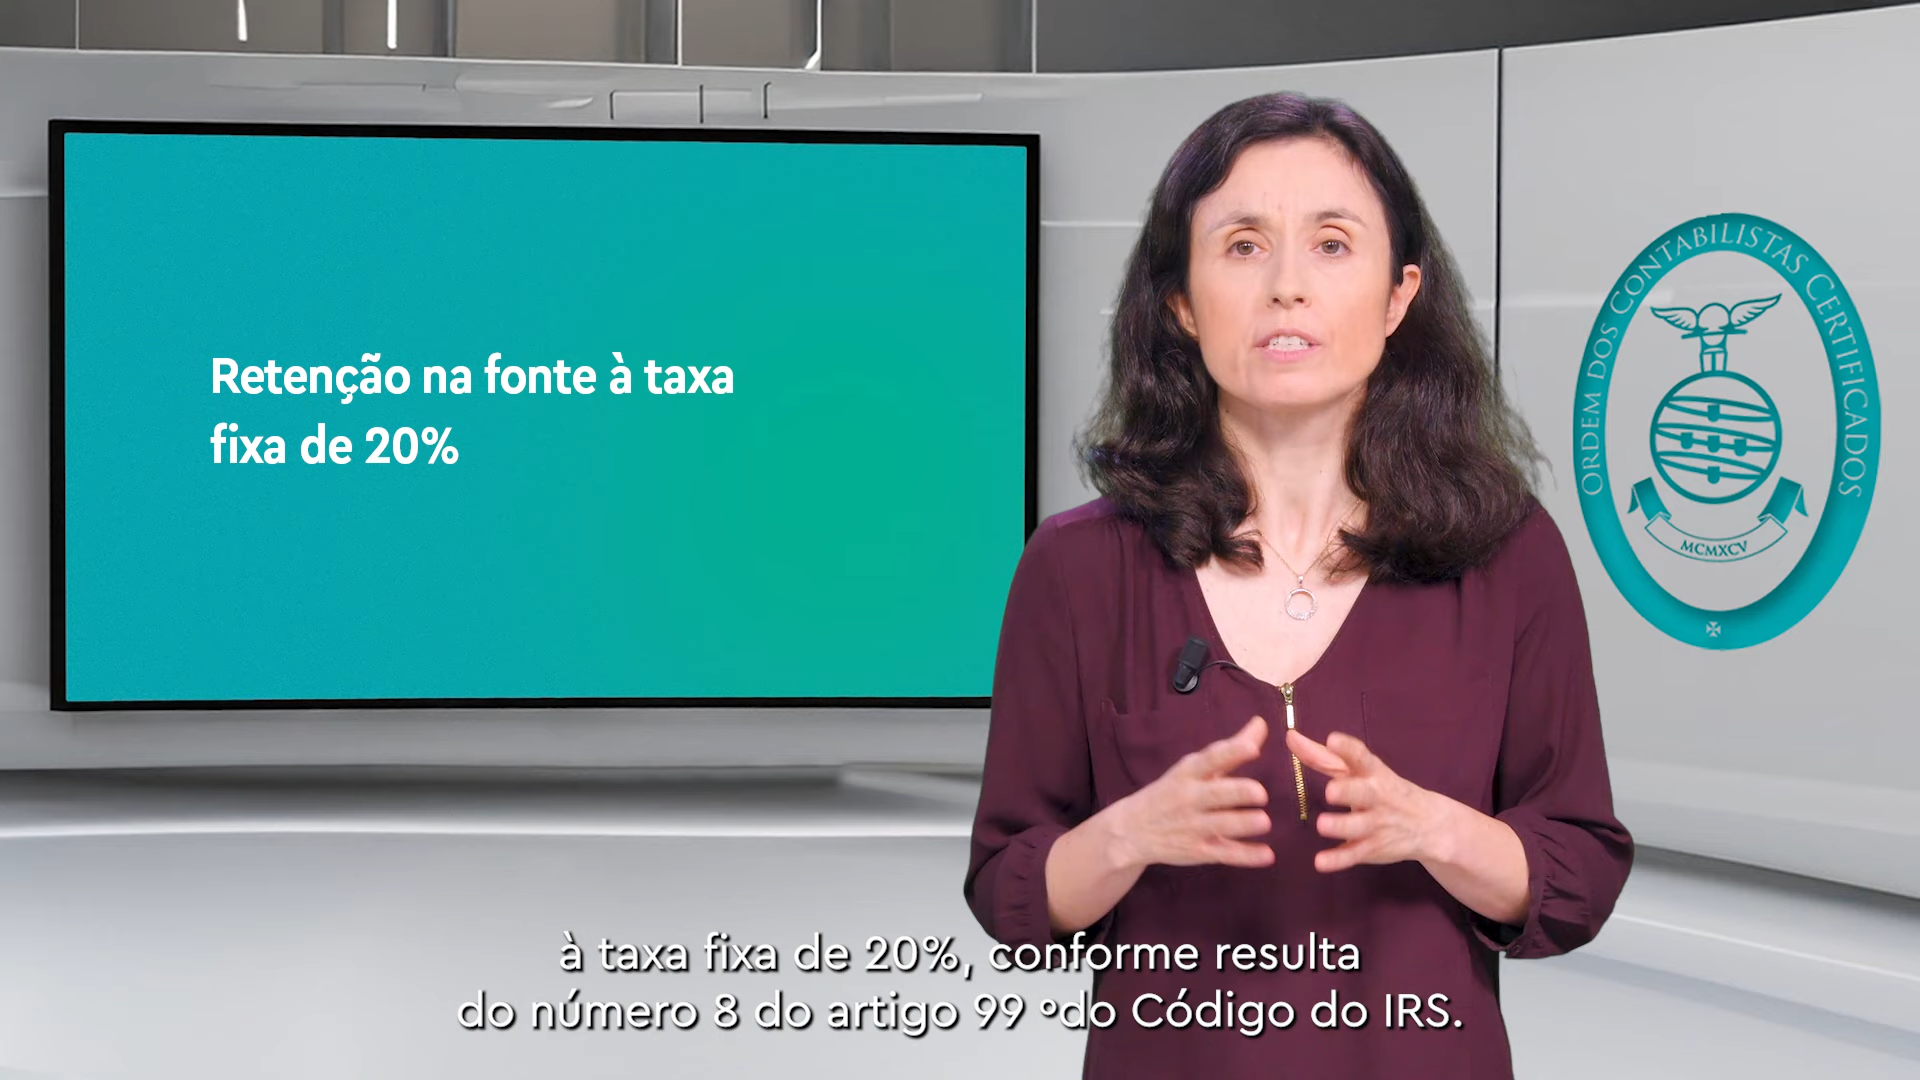 Retenção na fonte à taxa
fixa de 20%
ORDEM DOS CONTABILISTAS CERTIFICADOS
MCMXCV
à taxa fixa de 20%, conforme resulta
do número 8 do artigo 99 ºdo Código do IRS.